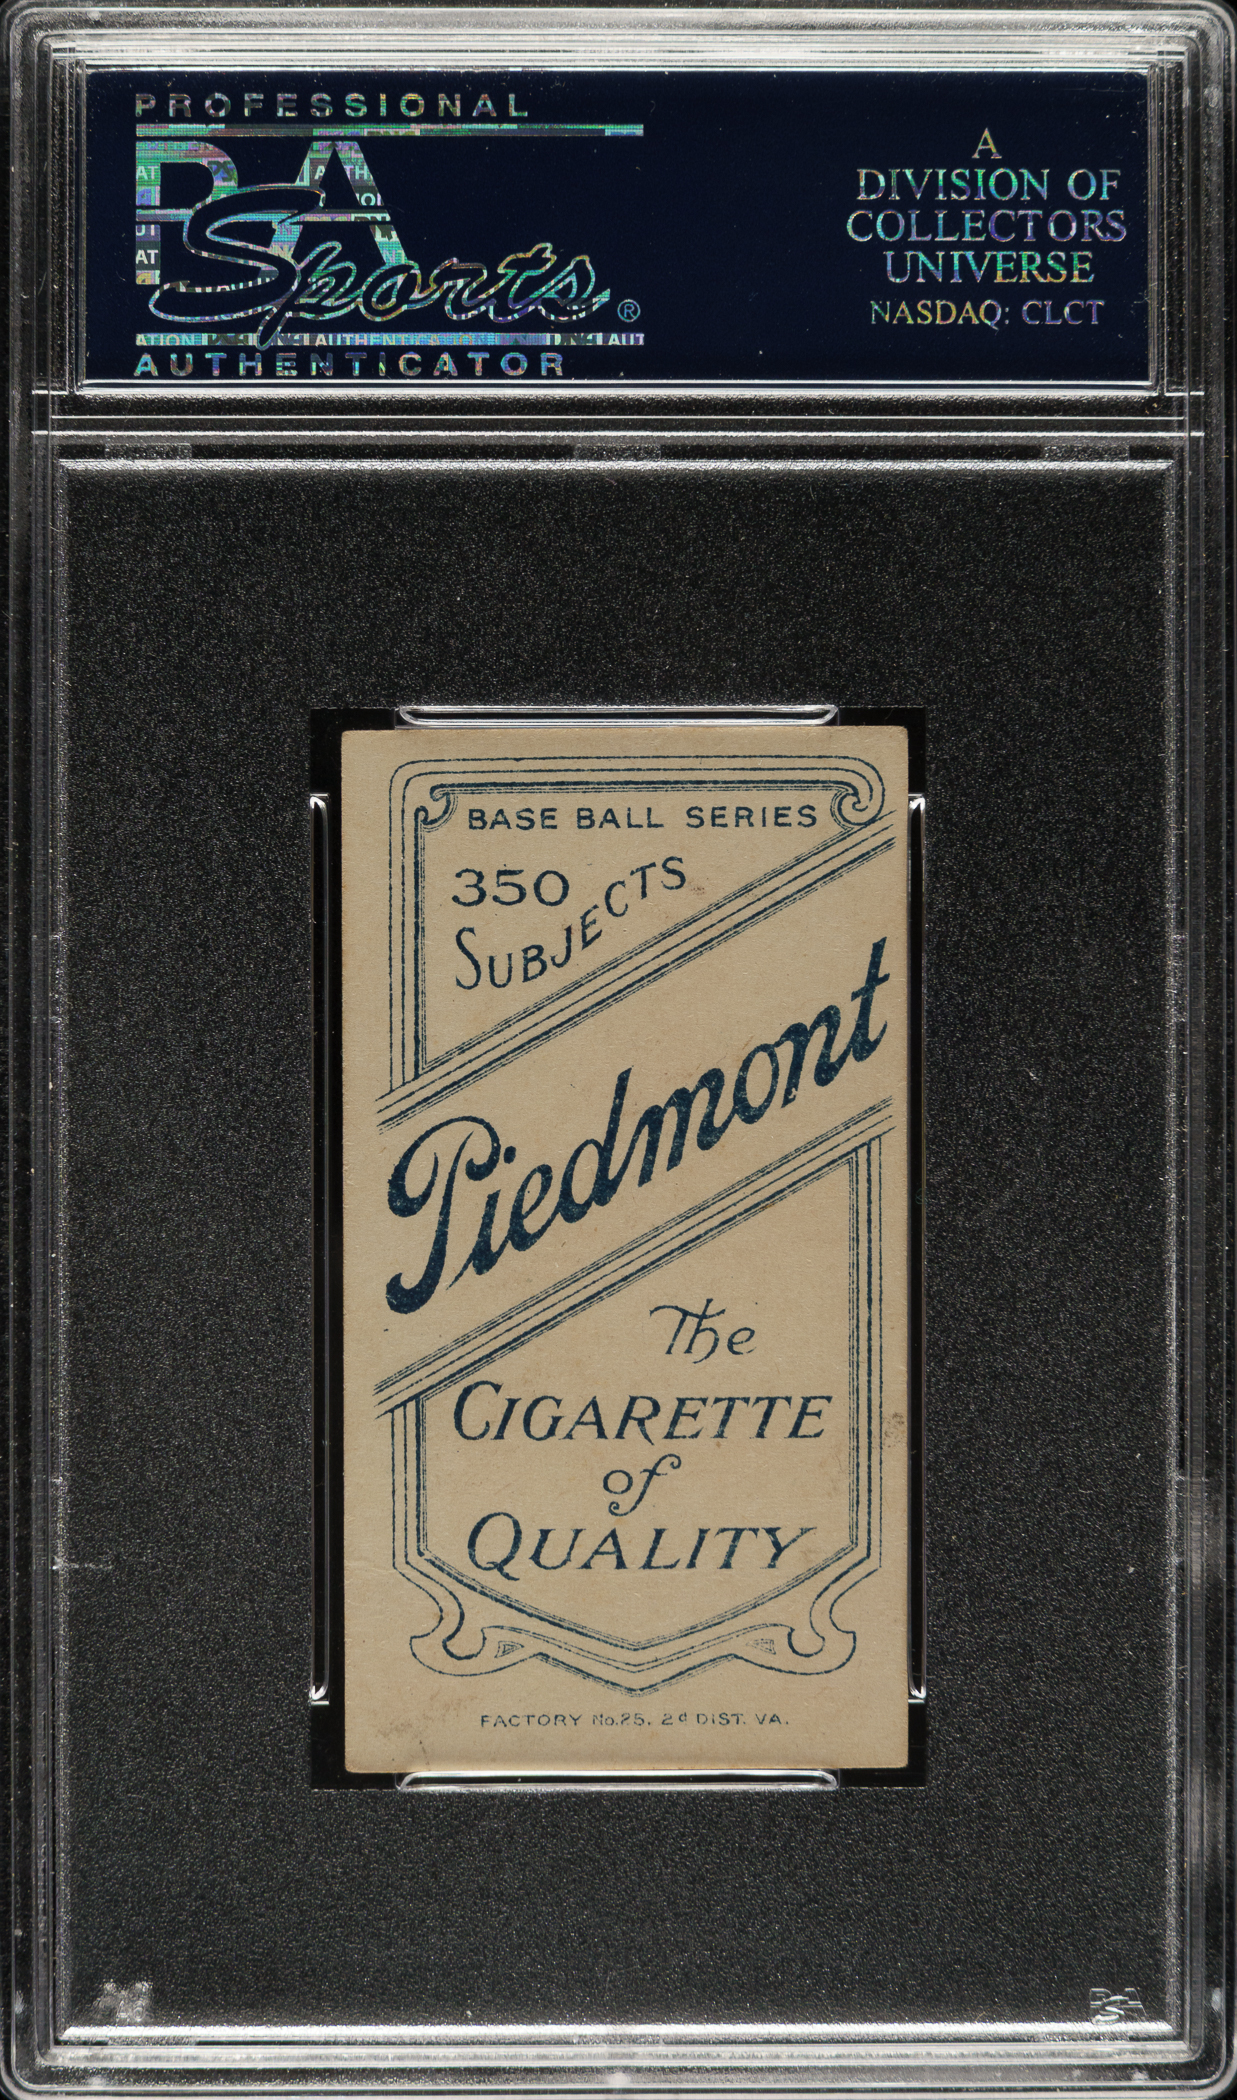 PROFESSIONAL
PSA
Sports®
AUTHENTICATOR
A
DIVISION OF
COLLECTORS
UNIVERSE
NASDAQ: CLCT
BASE BALL SERIES
350
SUBJECTS
Piedmont
The
CIGARETTE
of
QUALITY
FACTORY No.25. 2d DIST. VA.
PSA